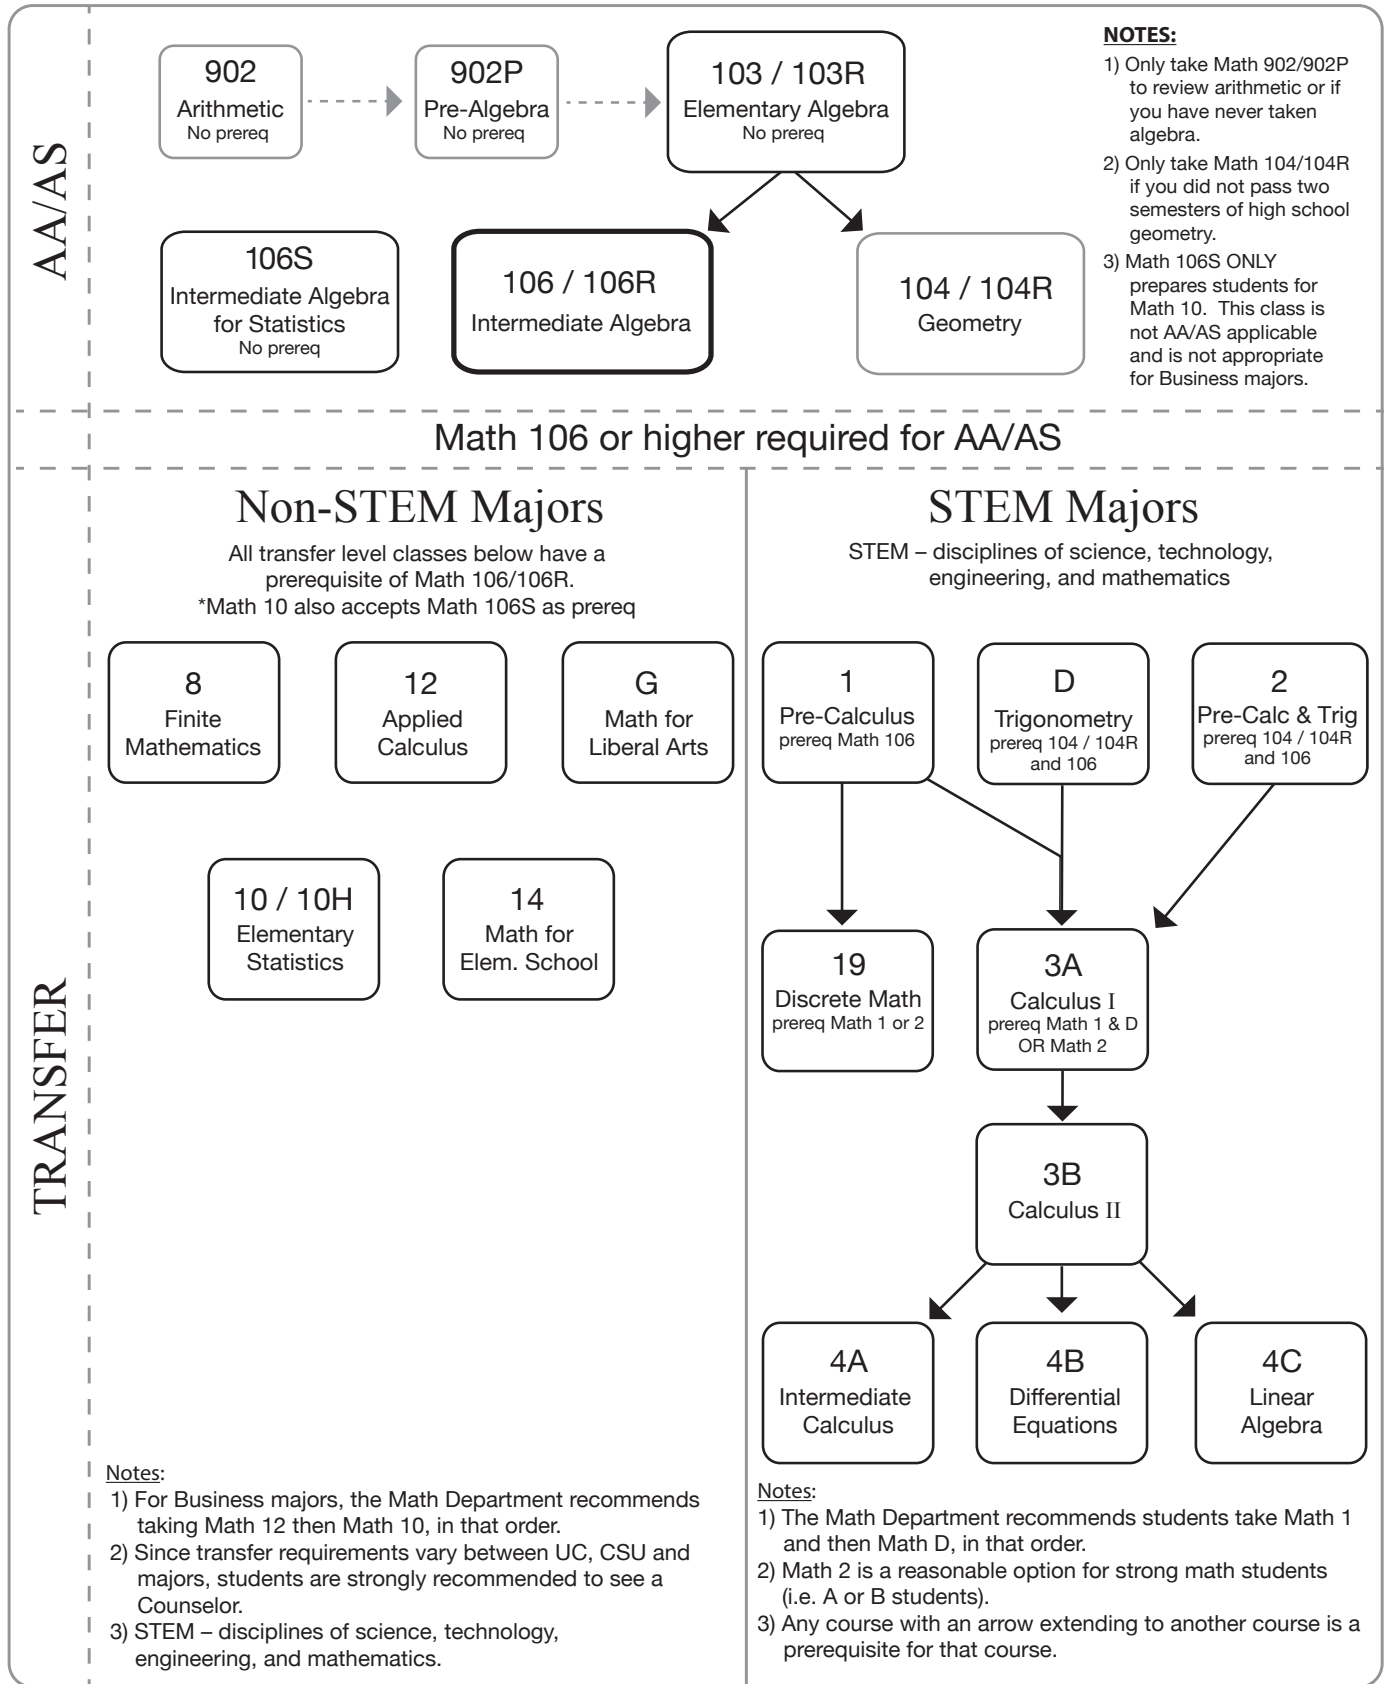 AA/AS
902
Arithmetic
No prereq
902P
Pre-Algebra
No prereq
103 / 103R
Elementary Algebra
No prereq
106S
Intermediate Algebra
for Statistics
No prereq
106 / 106R
Intermediate Algebra
104 / 104R
Geometry
NOTES:
1) Only take Math 902/902P
to review arithmetic or if
you have never taken
algebra.
2) Only take Math 104/104R
if you did not pass two
semesters of high school
geometry.
3) Math 106S ONLY
prepares students for
Math 10. This class is
not AA/AS applicable
and is not appropriate
for Business majors.
Math 106 or higher required for AA/AS
TRANSFER
Non-STEM Majors
All transfer level classes below have a
prerequisite of Math 106/106R.
*Math 10 also accepts Math 106S as prereq
8
Finite
Mathematics
12
Applied
Calculus
G
Math for
Liberal Arts
10 / 10H
Elementary
Statistics
14
Math for
Elem. School
Notes:
1) For Business majors, the Math Department recommends
taking Math 12 then Math 10, in that order.
2) Since transfer requirements vary between UC, CSU and
majors, students are strongly recommended to see a
Counselor.
3) STEM – disciplines of science, technology,
engineering, and mathematics.
STEM Majors
STEM – disciplines of science, technology,
engineering, and mathematics
1
Pre-Calculus
prereq Math 106
D
Trigonometry
prereq 104 / 104R
and 106
2
Pre-Calc & Trig
prereq 104 / 104R
and 106
19
Discrete Math
prereq Math 1 or 2
3A
Calculus I
prereq Math 1 & D
OR Math 2
3B
Calculus II
4A
Intermediate
Calculus
4B
Differential
Equations
4C
Linear
Algebra
Notes:
1) The Math Department recommends students take Math 1
and then Math D, in that order.
2) Math 2 is a reasonable option for strong math students
(i.e. A or B students).
3) Any course with an arrow extending to another course is a
prerequisite for that course.